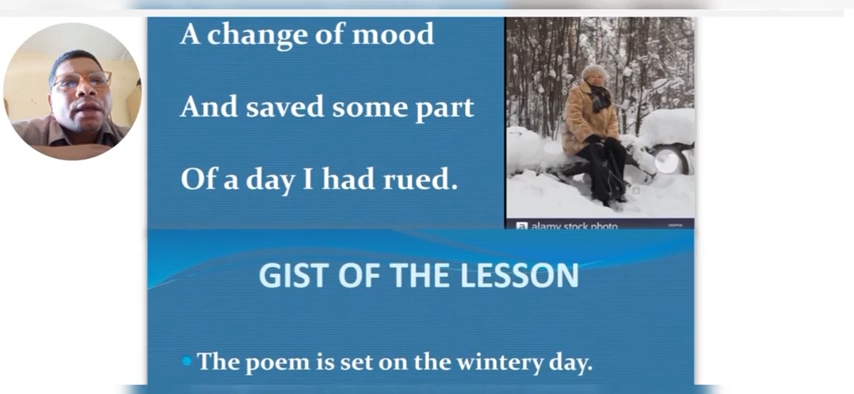 A change of mood
And saved some part
Of a day I had rued.
a alamy stock photo
GIST OF THE LESSON
The poem is set on the wintery day.